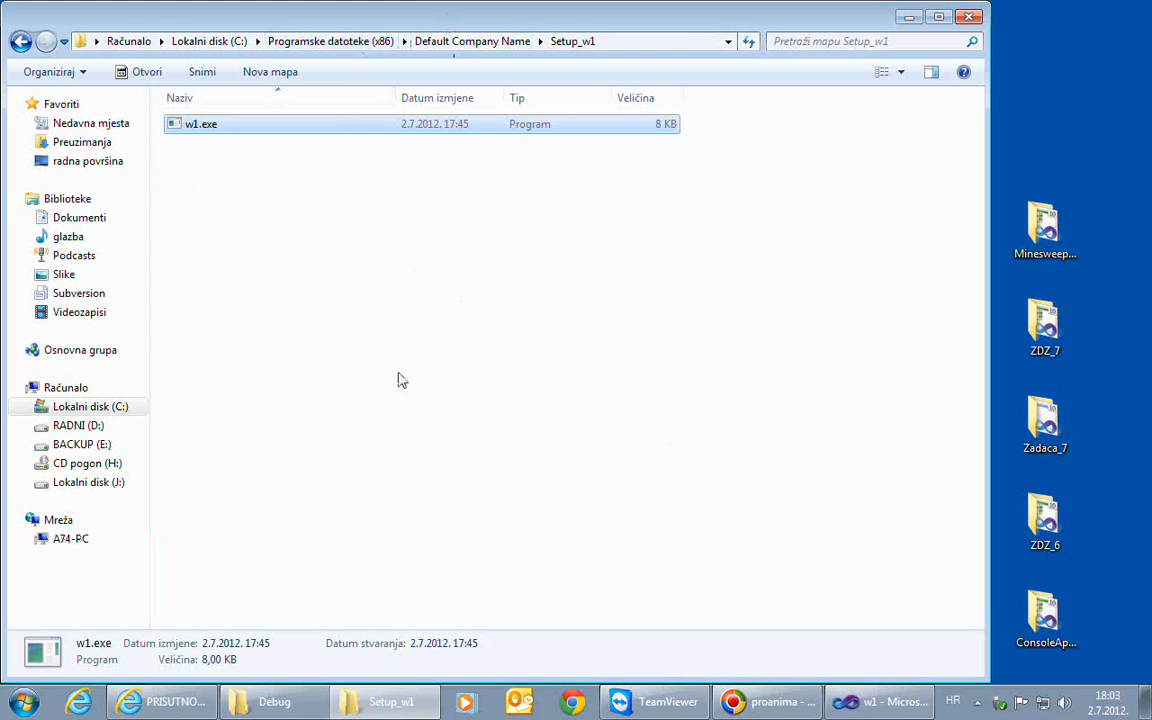 Računalo
Lokalni disk (C:)
Programske datoteke (x86)
Default Company Name
Setup_w1
Pretraži mapu Setup_w1
Organiziraj
Otvori
Snimi
Nova mapa
Naziv
Datum izmjene
Tip
Veličina
w1.exe
2.7.2012. 17:45
Program
8 KB
Favoriti
Nedavna mjesta
Preuzimanja
radna površina
Biblioteke
Dokumenti
glazba
Podcasts
Slike
Subversion
Videozapisi
Osnovna grupa
Računalo
Lokalni disk (C:)
RADNI (D:)
BACKUP (E:)
CD pogon (H:)
Lokalni disk (J:)
Mreža
A74-PC
w1.exe
Datum izmjene: 2.7.2012. 17:45
Datum stvaranja: 2.7.2012. 17:45
Program
Veličina: 8,00 KB
Minesweep...
ZDZ_7
Zadaca_7
ZDZ_6
ConsoleAp...
PRISUTNO...
Debug
Setup_w1
TeamViewer
proanima - ...
w1 - Micros...
HR
18:03
2.7.2012.